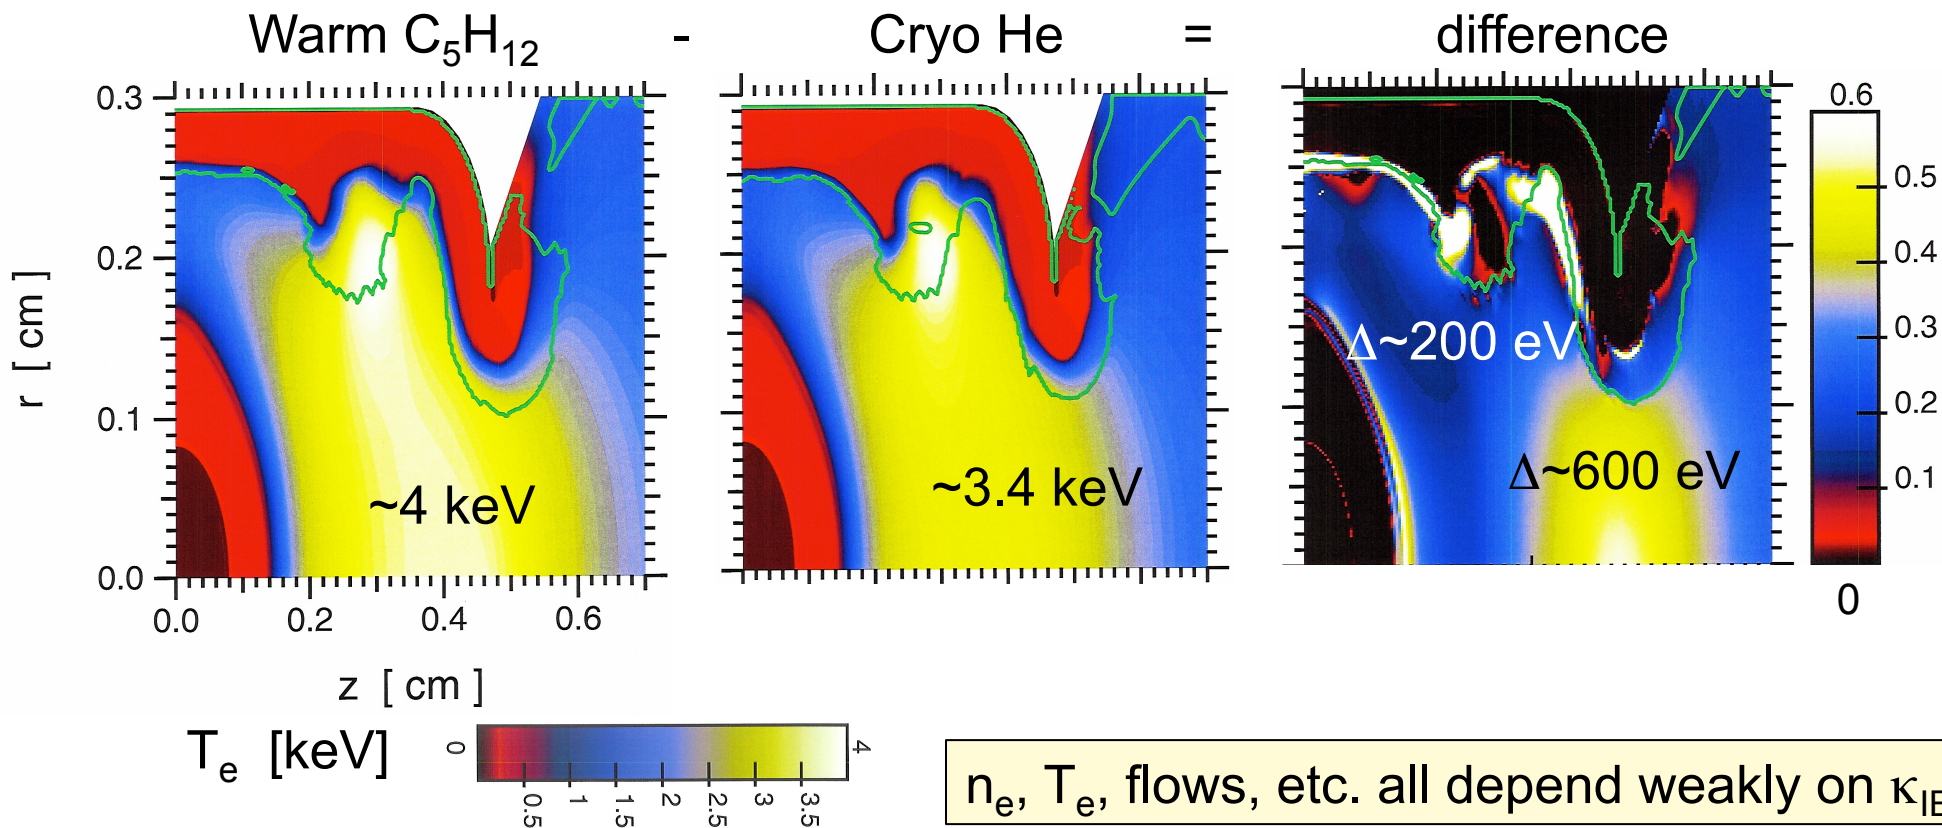 Warm C₅H₁₂ - Cryo He = difference
0.3
0.2
0.1
0.0
r [ cm ]
0.0 0.2 0.4 0.6
z [ cm ]
~4 keV
~3.4 keV
Δ~200 eV
Δ~600 eV
0.6
0.5
0.4
0.3
0.2
0.1
0
Tₑ [keV]
0 4
0.5 1 1.5 2 2.5 3 3.5
nₑ, Tₑ, flows, etc. all depend weakly on κ